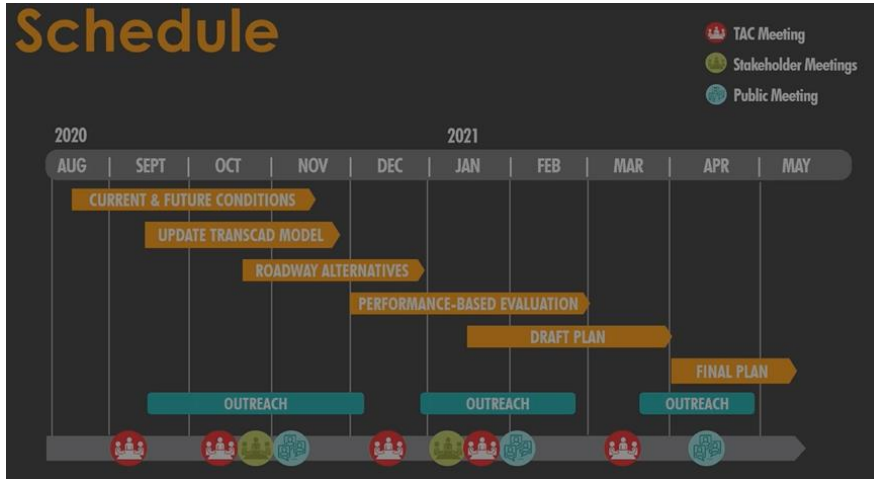 Schedule
TAC Meeting
Stakeholder Meetings
Public Meeting
2020 2021
AUG SEPT OCT NOV DEC JAN FEB MAR APR MAY
CURRENT & FUTURE CONDITIONS
UPDATE TRANSCAD MODEL
ROADWAY ALTERNATIVES
PERFORMANCE-BASED EVALUATION
DRAFT PLAN
FINAL PLAN
OUTREACH OUTREACH OUTREACH